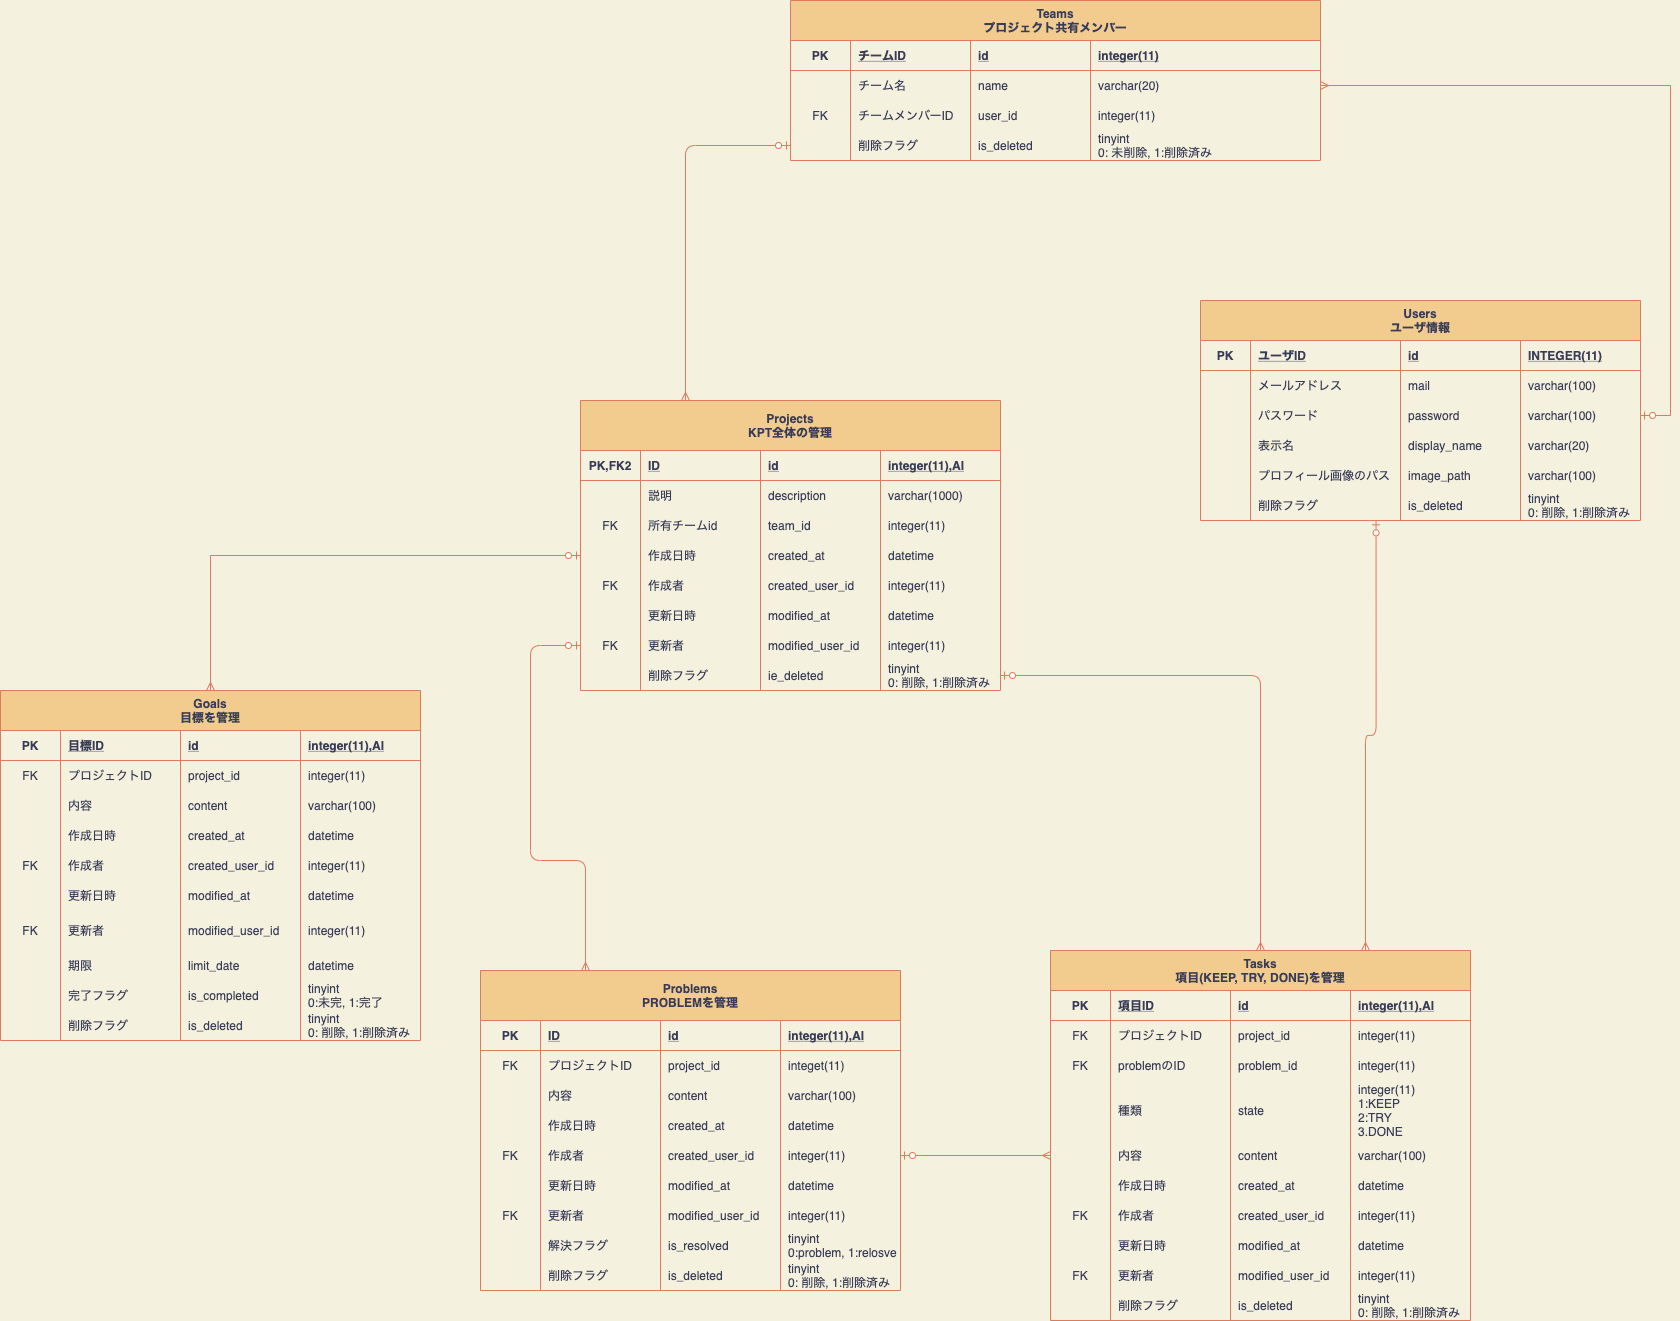 Teams
プロジェクト共有メンバー
PK チームID id integer(11)
チーム名 name varchar(20)
FK チームメンバーID user_id integer(11)
削除フラグ is_deleted tinyint
0: 未削除, 1:削除済み
Users
ユーザ情報
PK ユーザID id INTEGER(11)
メールアドレス mail varchar(100)
パスワード password varchar(100)
表示名 display_name varchar(20)
プロフィール画像のパス image_path varchar(100)
削除フラグ is_deleted tinyint
0: 削除, 1:削除済み
Projects
KPT全体の管理
PK,FK2 ID id integer(11),AI
説明 description varchar(1000)
FK 所有チームid team_id integer(11)
作成日時 created_at datetime
FK 作成者 created_user_id integer(11)
更新日時 modified_at datetime
FK 更新者 modified_user_id integer(11)
削除フラグ ie_deleted tinyint
0: 削除, 1:削除済み
Goals
目標を管理
PK 目標ID id integer(11),AI
FK プロジェクトID project_id integer(11)
内容 content varchar(100)
作成日時 created_at datetime
FK 作成者 created_user_id integer(11)
更新日時 modified_at datetime
FK 更新者 modified_user_id integer(11)
期限 limit_date datetime
完了フラグ is_completed tinyint
0:未完, 1:完了
削除フラグ is_deleted tinyint
0: 削除, 1:削除済み
Problems
PROBLEMを管理
PK ID id integer(11),AI
FK プロジェクトID project_id integet(11)
内容 content varchar(100)
作成日時 created_at datetime
FK 作成者 created_user_id integer(11)
更新日時 modified_at datetime
FK 更新者 modified_user_id integer(11)
解決フラグ is_resolved tinyint
0:problem, 1:relosve
削除フラグ is_deleted tinyint
0: 削除, 1:削除済み
Tasks
項目(KEEP, TRY, DONE)を管理
PK 項目ID id integer(11),AI
FK プロジェクトID project_id integer(11)
FK problemのID problem_id integer(11)
種類 state integer(11)
1:KEEP
2:TRY
3.DONE
内容 content varchar(100)
作成日時 created_at datetime
FK 作成者 created_user_id integer(11)
更新日時 modified_at datetime
FK 更新者 modified_user_id integer(11)
削除フラグ is_deleted tinyint
0: 削除, 1:削除済み